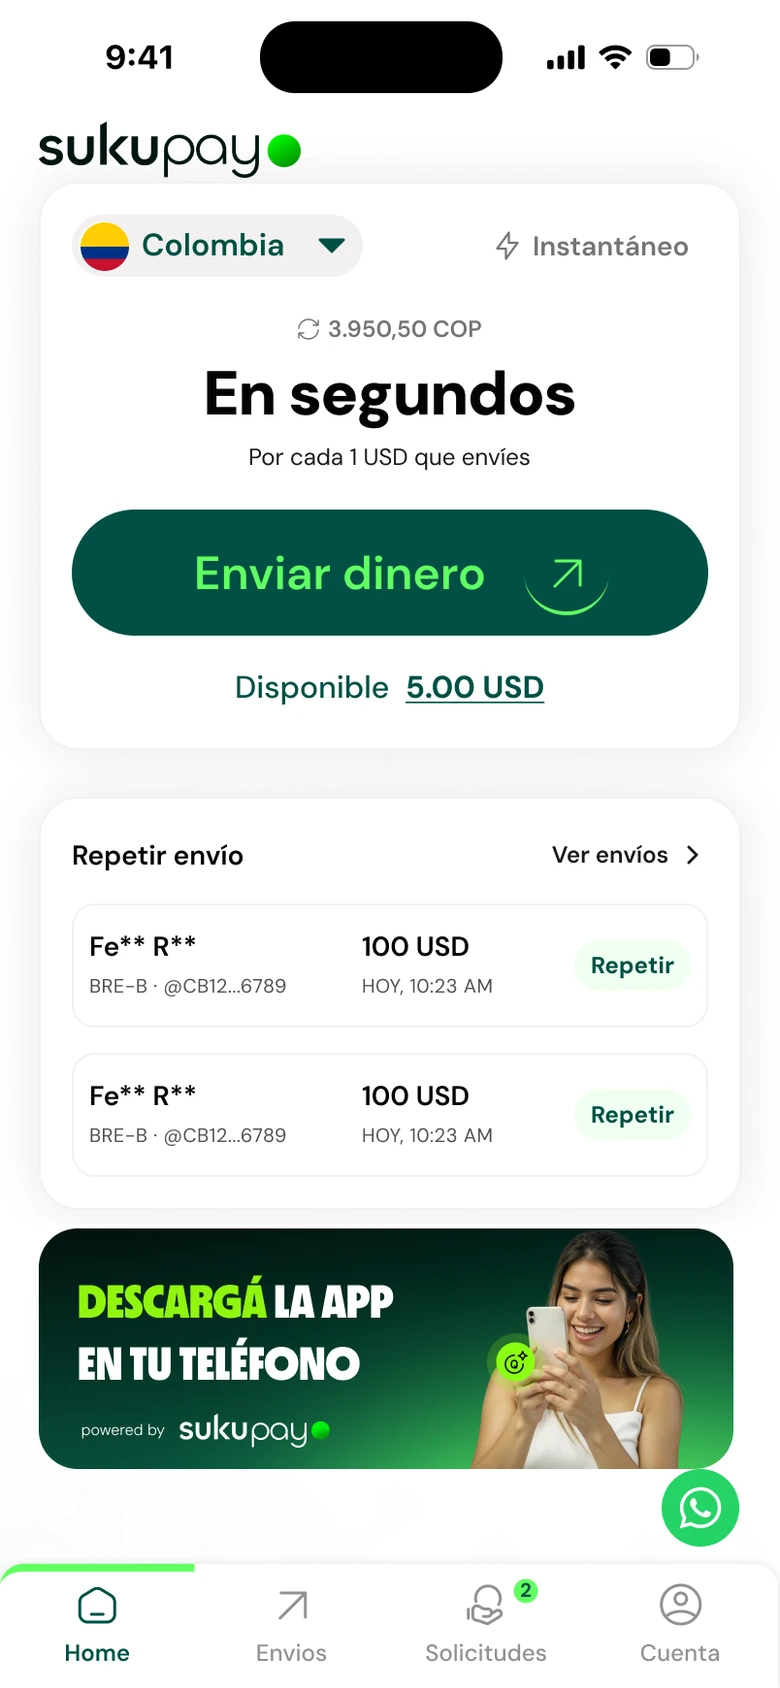 9:41
sukupay
Colombia
Instantáneo
3.950,50 COP
En segundos
Por cada 1 USD que envíes
Enviar dinero
Disponible 5.00 USD
Repetir envío
Ver envíos
Fe** R**
100 USD
BRE-B · @CB12...6789
HOY, 10:23 AM
Repetir
Fe** R**
100 USD
BRE-B · @CB12...6789
HOY, 10:23 AM
Repetir
DESCARGÁ LA APP
EN TU TELÉFONO
powered by sukupay
2
Home
Envios
Solicitudes
Cuenta